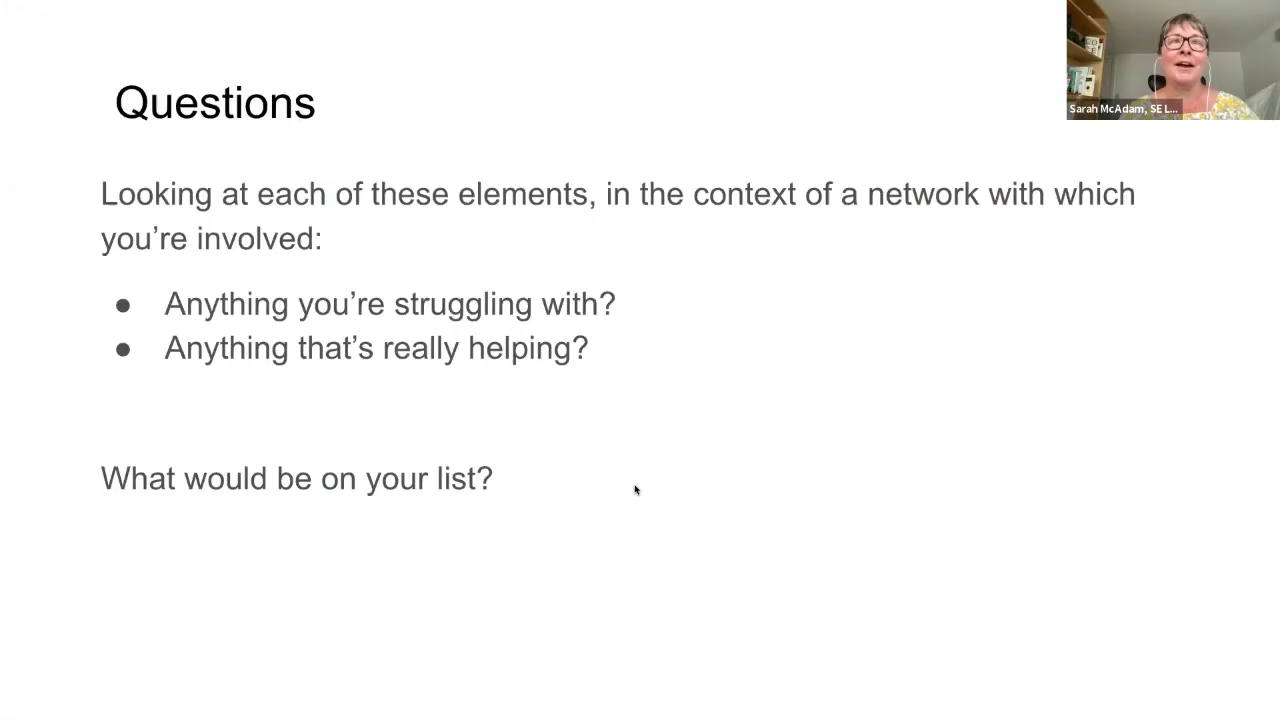 Questions
Sarah McAdam, SE L...
Looking at each of these elements, in the context of a network with which
you’re involved:
● Anything you’re struggling with?
● Anything that’s really helping?
What would be on your list?